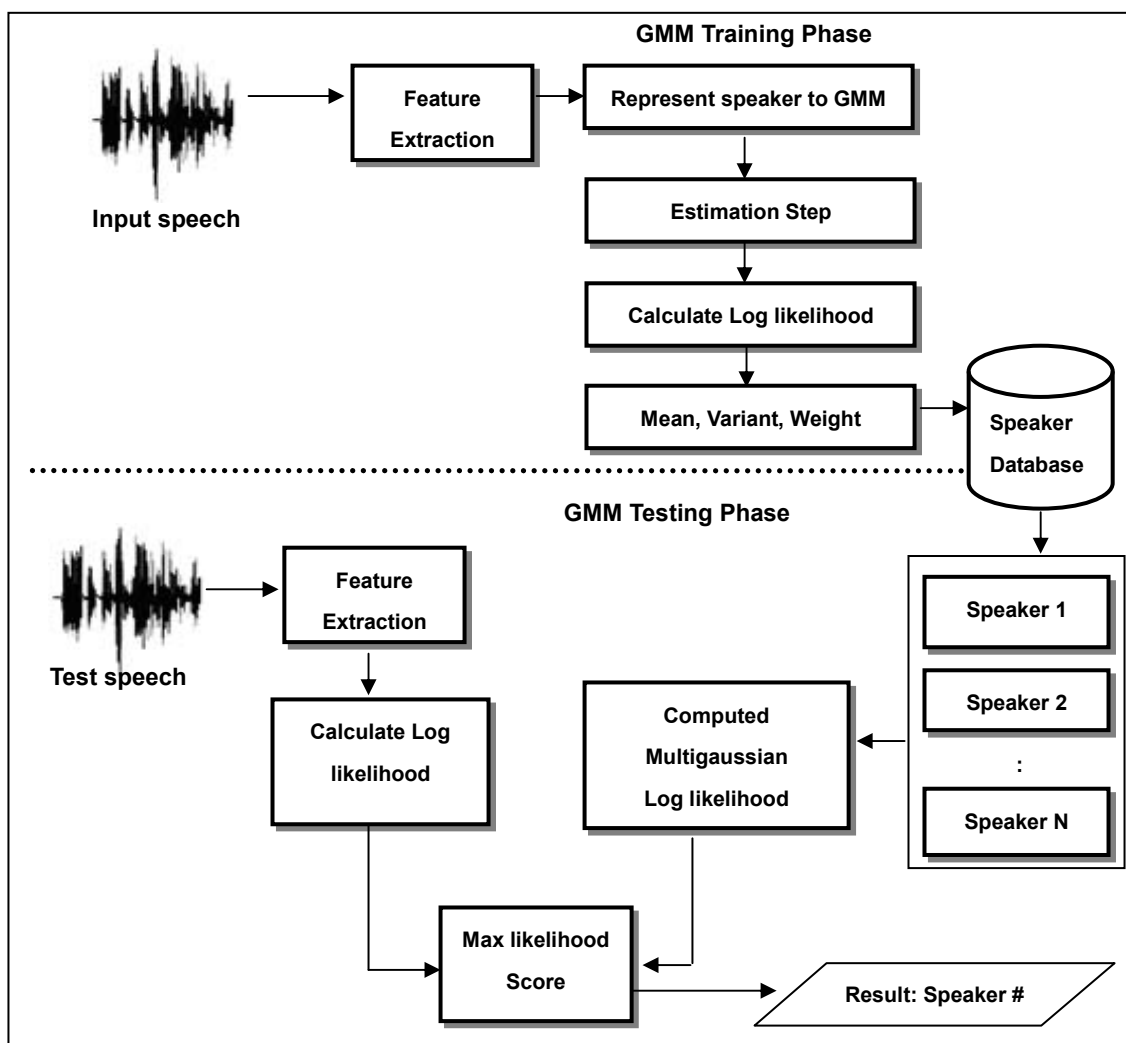 GMM Training Phase
Feature
Extraction
Represent speaker to GMM
Input speech
Estimation Step
Calculate Log likelihood
Mean, Variant, Weight
Speaker
Database
GMM Testing Phase
Feature
Extraction
Test speech
Calculate Log
likelihood
Computed
Multigaussian
Log likelihood
Speaker 1
Speaker 2
:
Speaker N
Max likelihood
Score
Result: Speaker #